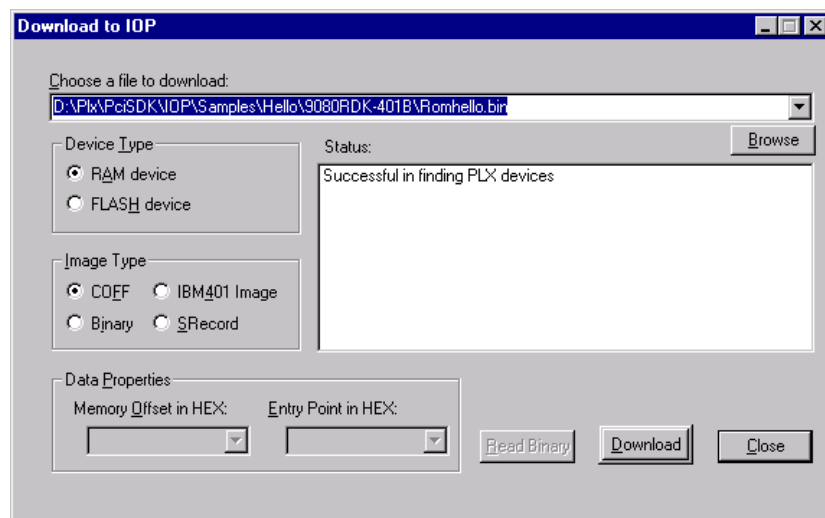 Download to IOP
Choose a file to download:
D:\Plx\PciSDK\IOP\Samples\Hello\9080RDK-401B\Romhello.bin
Browse
Device Type
RAM device
FLASH device
Status:
Successful in finding PLX devices
Image Type
COFF IBM401 Image
Binary SRecord
Data Properties
Memory Offset in HEX: Entry Point in HEX:
Read Binary Download Close